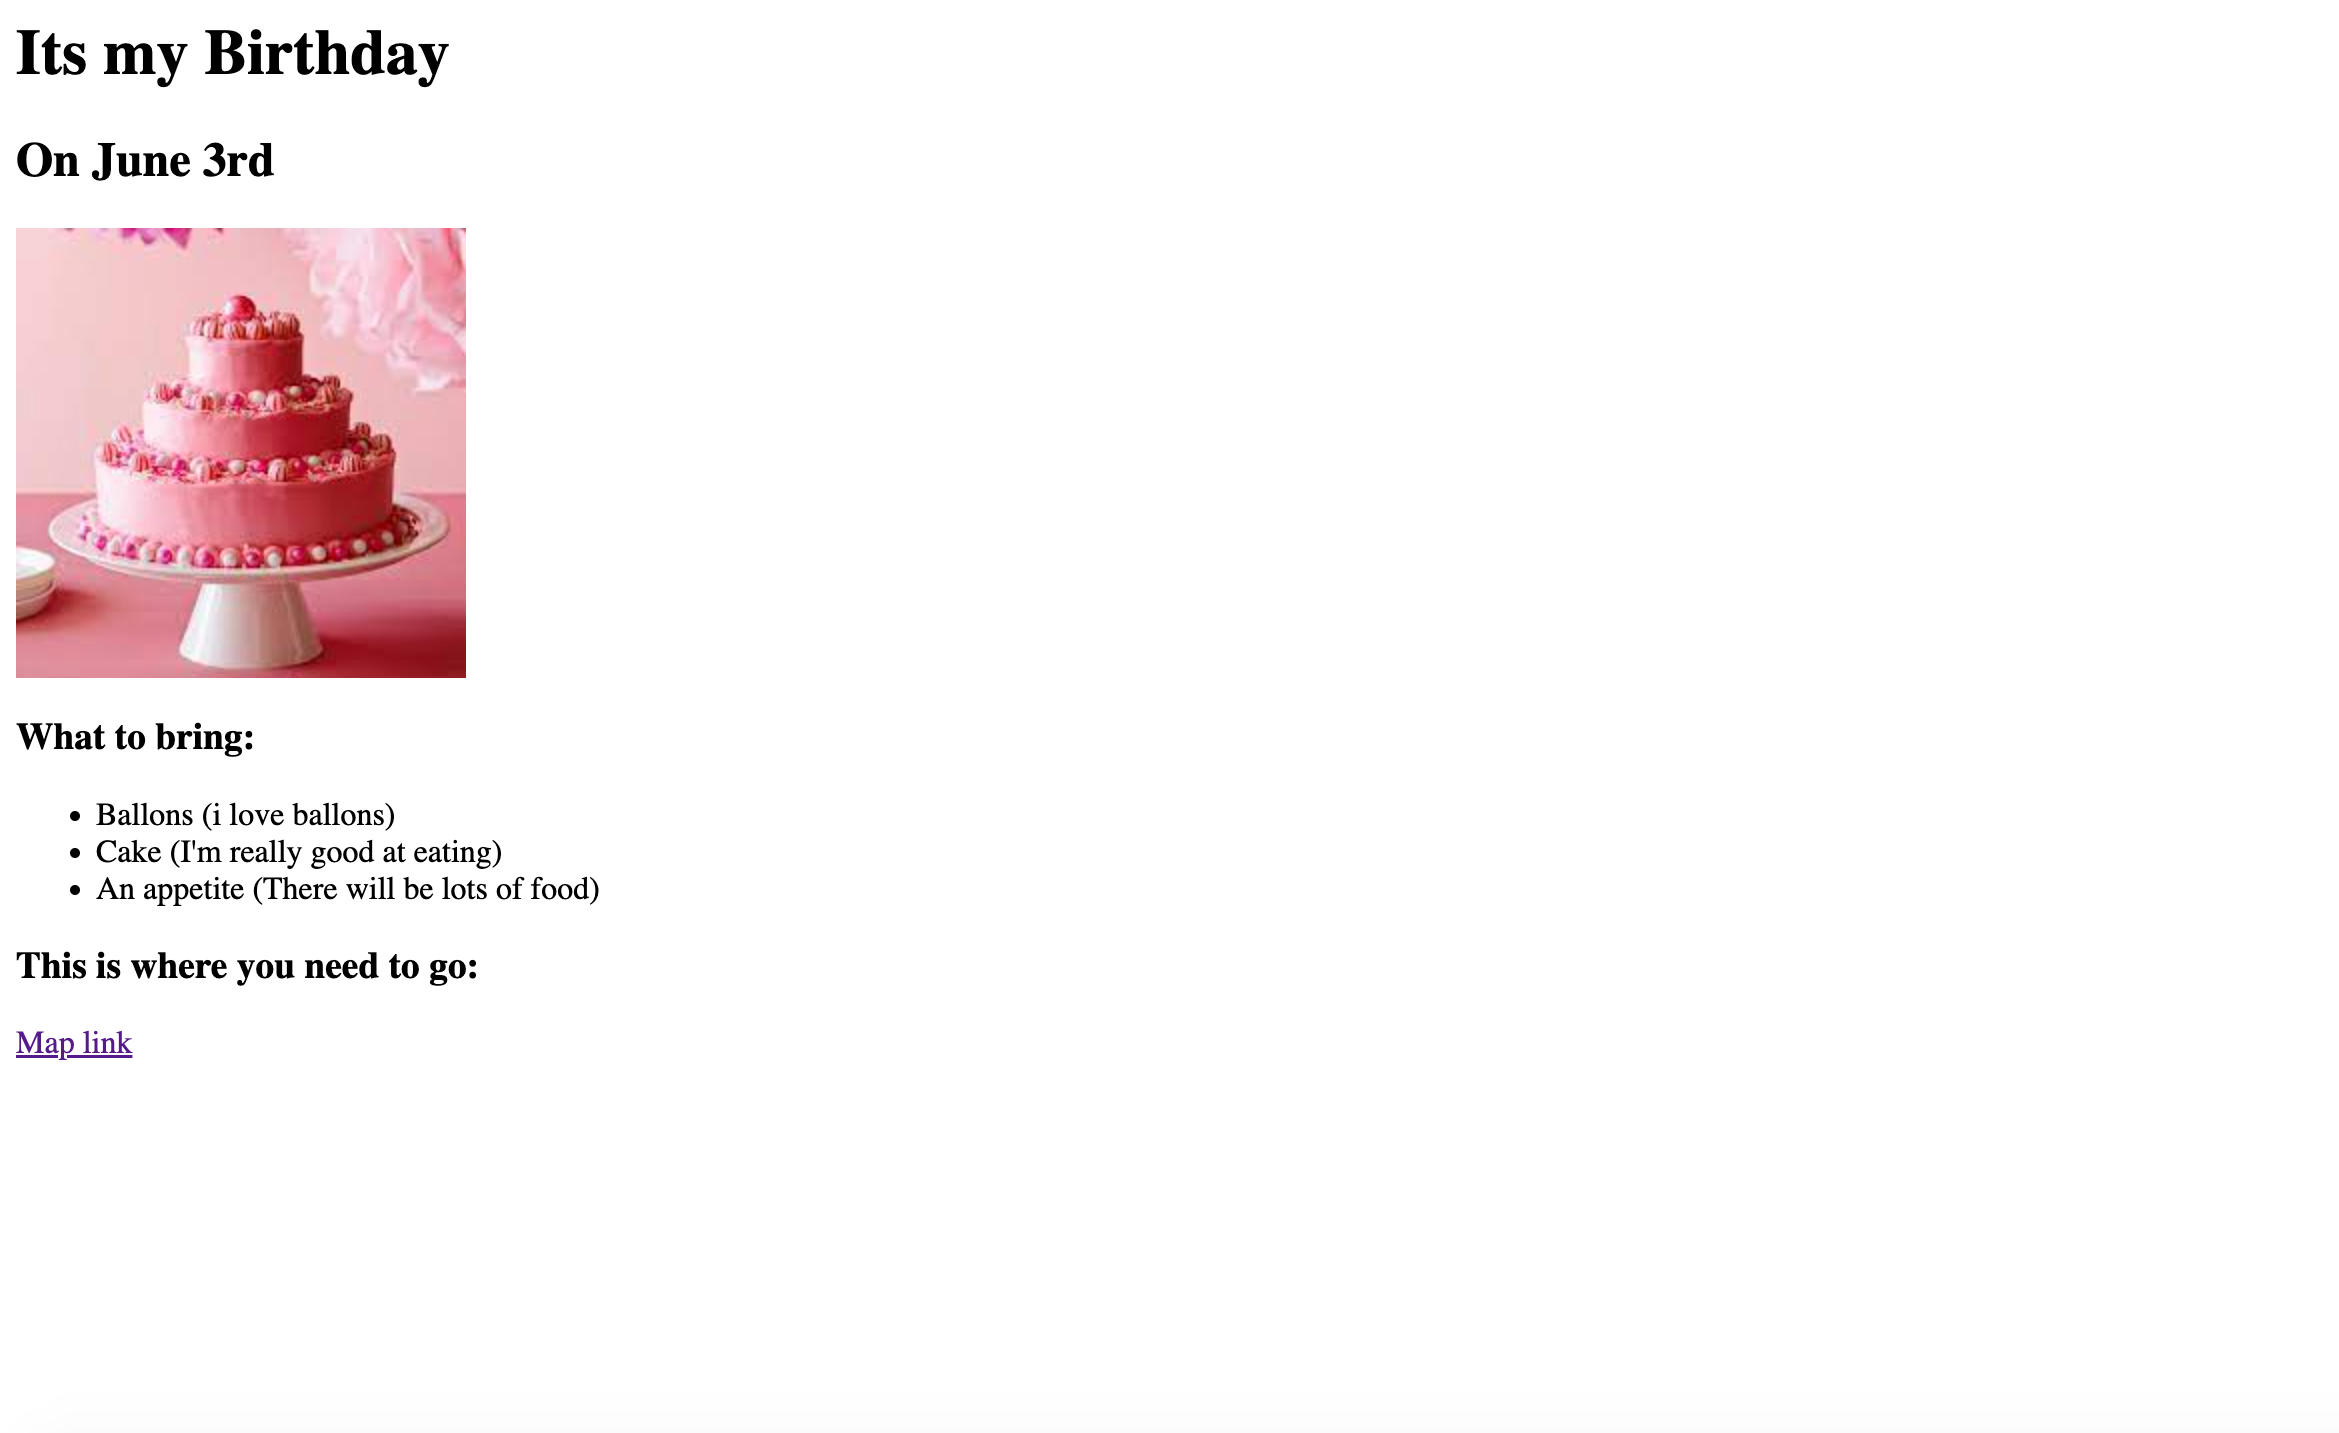 Its my Birthday
On June 3rd
What to bring:
Ballons (i love ballons)
Cake (I'm really good at eating)
An appetite (There will be lots of food)
This is where you need to go:
Map link